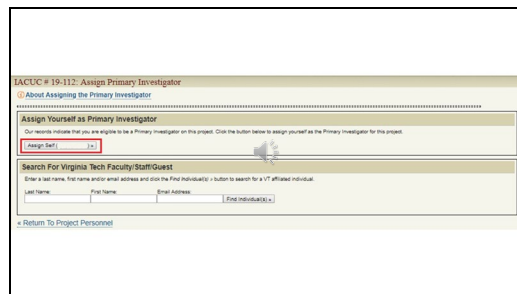 IACUC # 19-112: Assign Primary Investigator
About Assigning the Primary Investigator
Assign Yourself as Primary Investigator
Our records indicate that you are eligible to be a Primary Investigator on this project. Click the button below to assign yourself as the Primary Investigator for this project.
Assign Self ( ) »
Search For Virginia Tech Faculty/Staff/Guest
Enter a last name, first name and/or email address and click the Find Individual(s) » button to search for a VT affiliated individual.
Last Name: First Name: Email Address:
Find Individual(s) »
« Return To Project Personnel